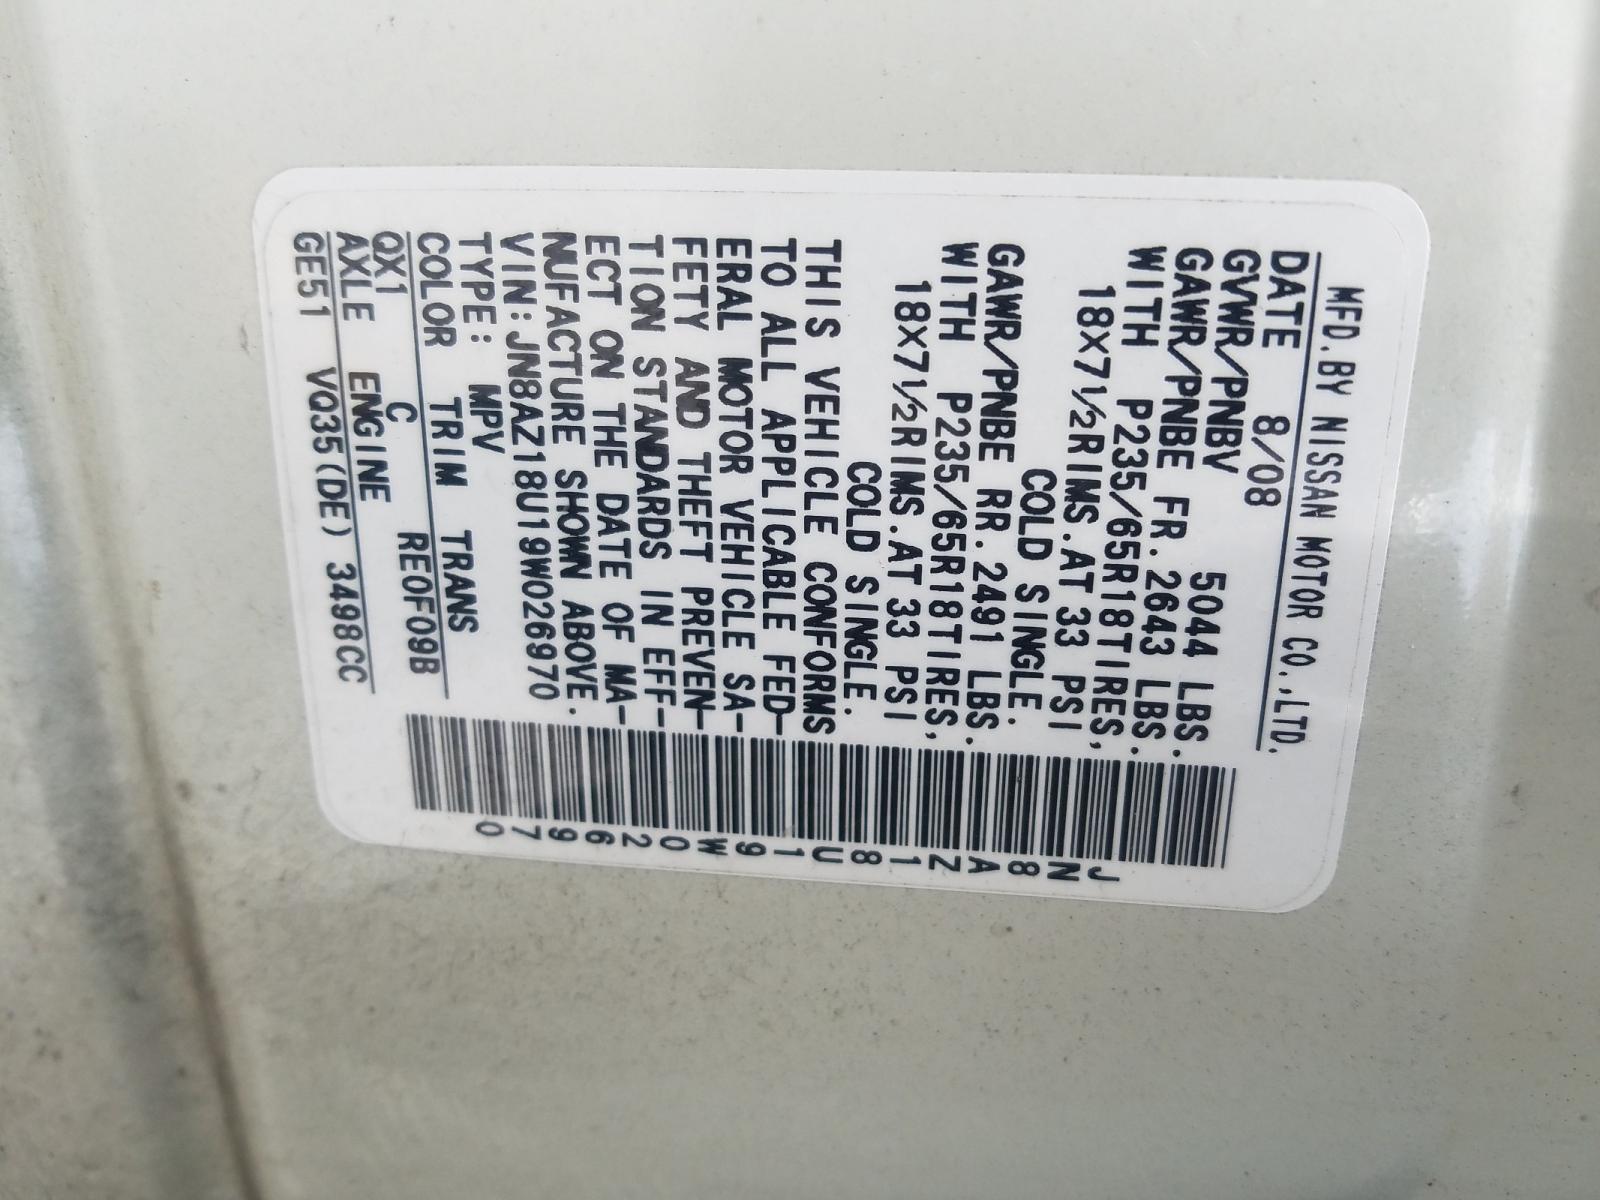 MFD.BY NISSAN MOTOR CO.,LTD.
DATE 8/08
GVWR/PNBV 5044 LBS.
GAWR/PNBE FR.2643 LBS.
WITH P235/65R18TIRES,
18X7½RIMS.AT 33 PSI
COLD SINGLE.
GAWR/PNBE RR.2491 LBS.
WITH P235/65R18TIRES,
18X7½RIMS.AT 33 PSI
COLD SINGLE.
THIS VEHICLE CONFORMS
TO ALL APPLICABLE FED-
ERAL MOTOR VEHICLE SA-
FETY AND THEFT PREVEN-
TION STANDARDS IN EFF-
ECT ON THE DATE OF MA-
NUFACTURE SHOWN ABOVE.
VIN:JN8AZ18U19W026970
TYPE: MPV
COLOR TRIM TRANS
QX1 C RE0F09B
AXLE ENGINE
GE51 VQ35(DE) 3498CC
JN8AZ18U19W026970